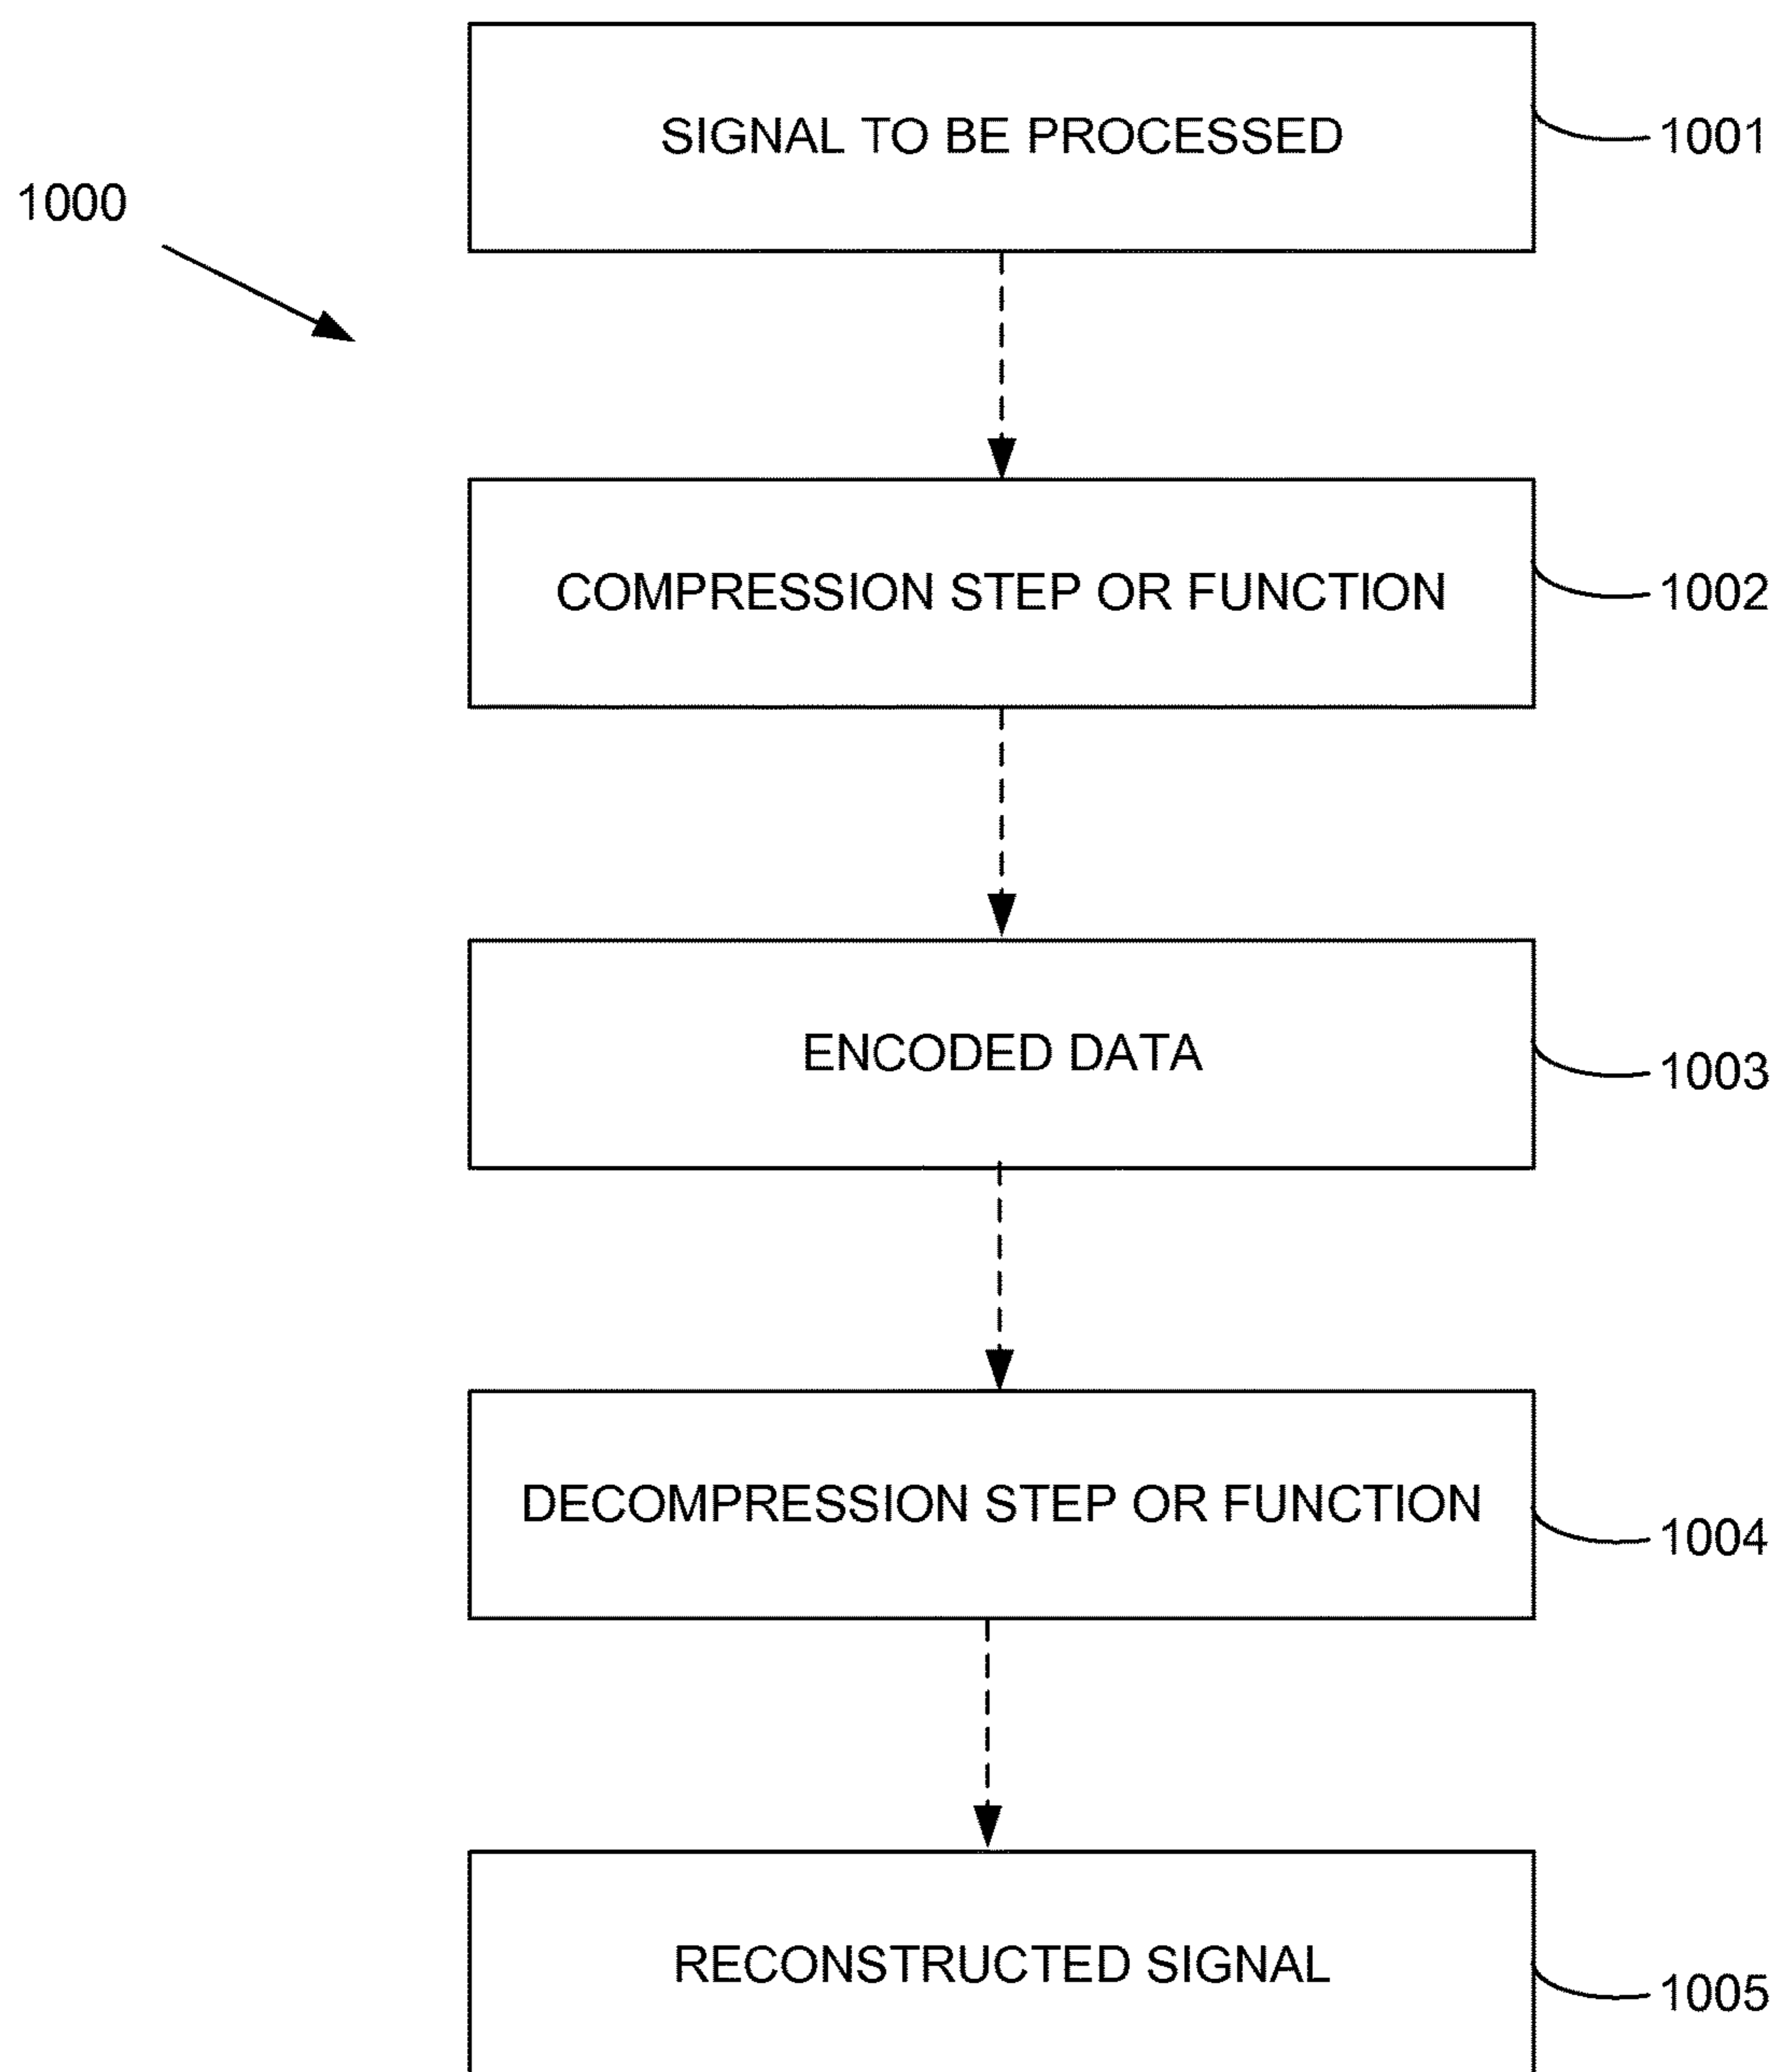 SIGNAL TO BE PROCESSED
1001
1000
COMPRESSION STEP OR FUNCTION
1002
ENCODED DATA
1003
DECOMPRESSION STEP OR FUNCTION
1004
RECONSTRUCTED SIGNAL
1005